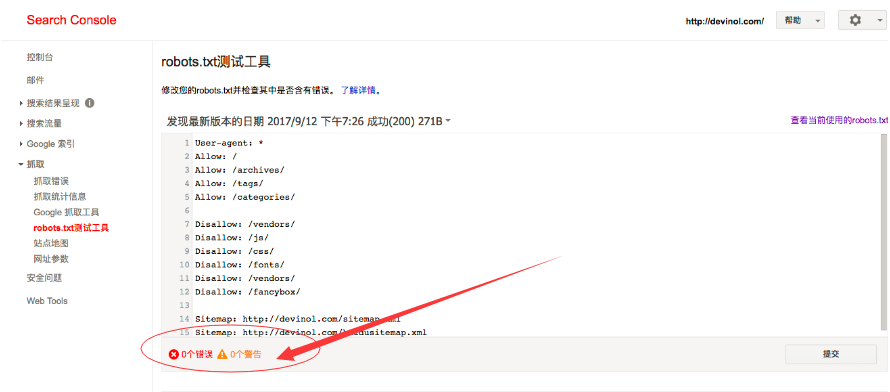 Search Console
http://devinol.com/
帮助
控制台
邮件
搜索结果呈现
搜索流量
Google 索引
抓取
抓取错误
抓取统计信息
Google 抓取工具
robots.txt测试工具
站点地图
网址参数
安全问题
Web Tools
robots.txt测试工具
修改您的robots.txt并检查其中是否含有错误。 了解详情。
发现最新版本的日期 2017/9/12 下午7:26 成功(200) 271B
查看当前使用的robots.txt
1 User-agent: *
2 Allow: /
3 Allow: /archives/
4 Allow: /tags/
5 Allow: /categories/
6
7 Disallow: /vendors/
8 Disallow: /js/
9 Disallow: /css/
10 Disallow: /fonts/
11 Disallow: /vendors/
12 Disallow: /fancybox/
13
14 Sitemap: http://devinol.com/sitemap.xml
15 Sitemap: http://devinol.com/baidusitemap.xml
0个错误 0个警告
提交